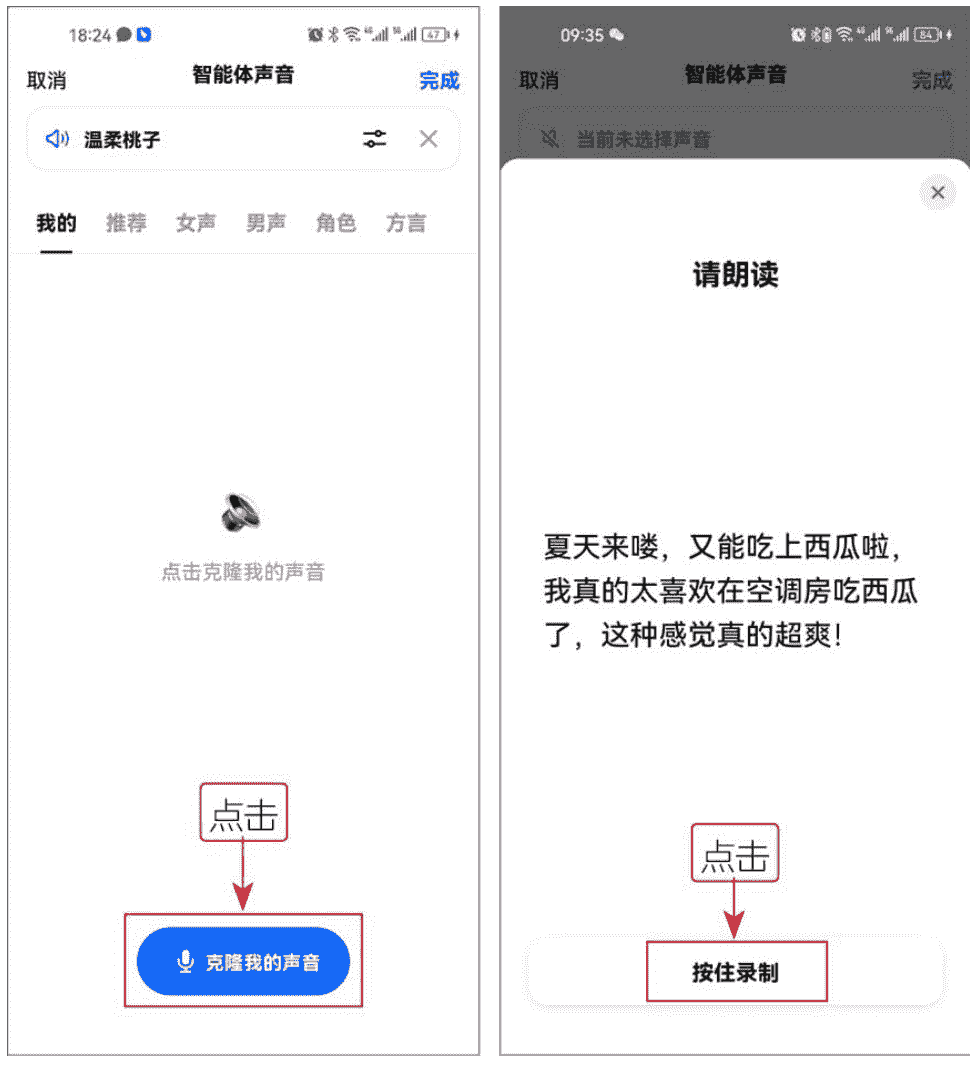 18:24
47
取消
智能体声音
完成
温柔桃子
我的 推荐 女声 男声 角色 方言
点击克隆我的声音
点击
克隆我的声音
09:35
84
取消
智能体声音
完成
当前未选择声音
请朗读
夏天来喽，又能吃上西瓜啦，
我真的太喜欢在空调房吃西瓜
了，这种感觉真的超爽！
点击
按住录制